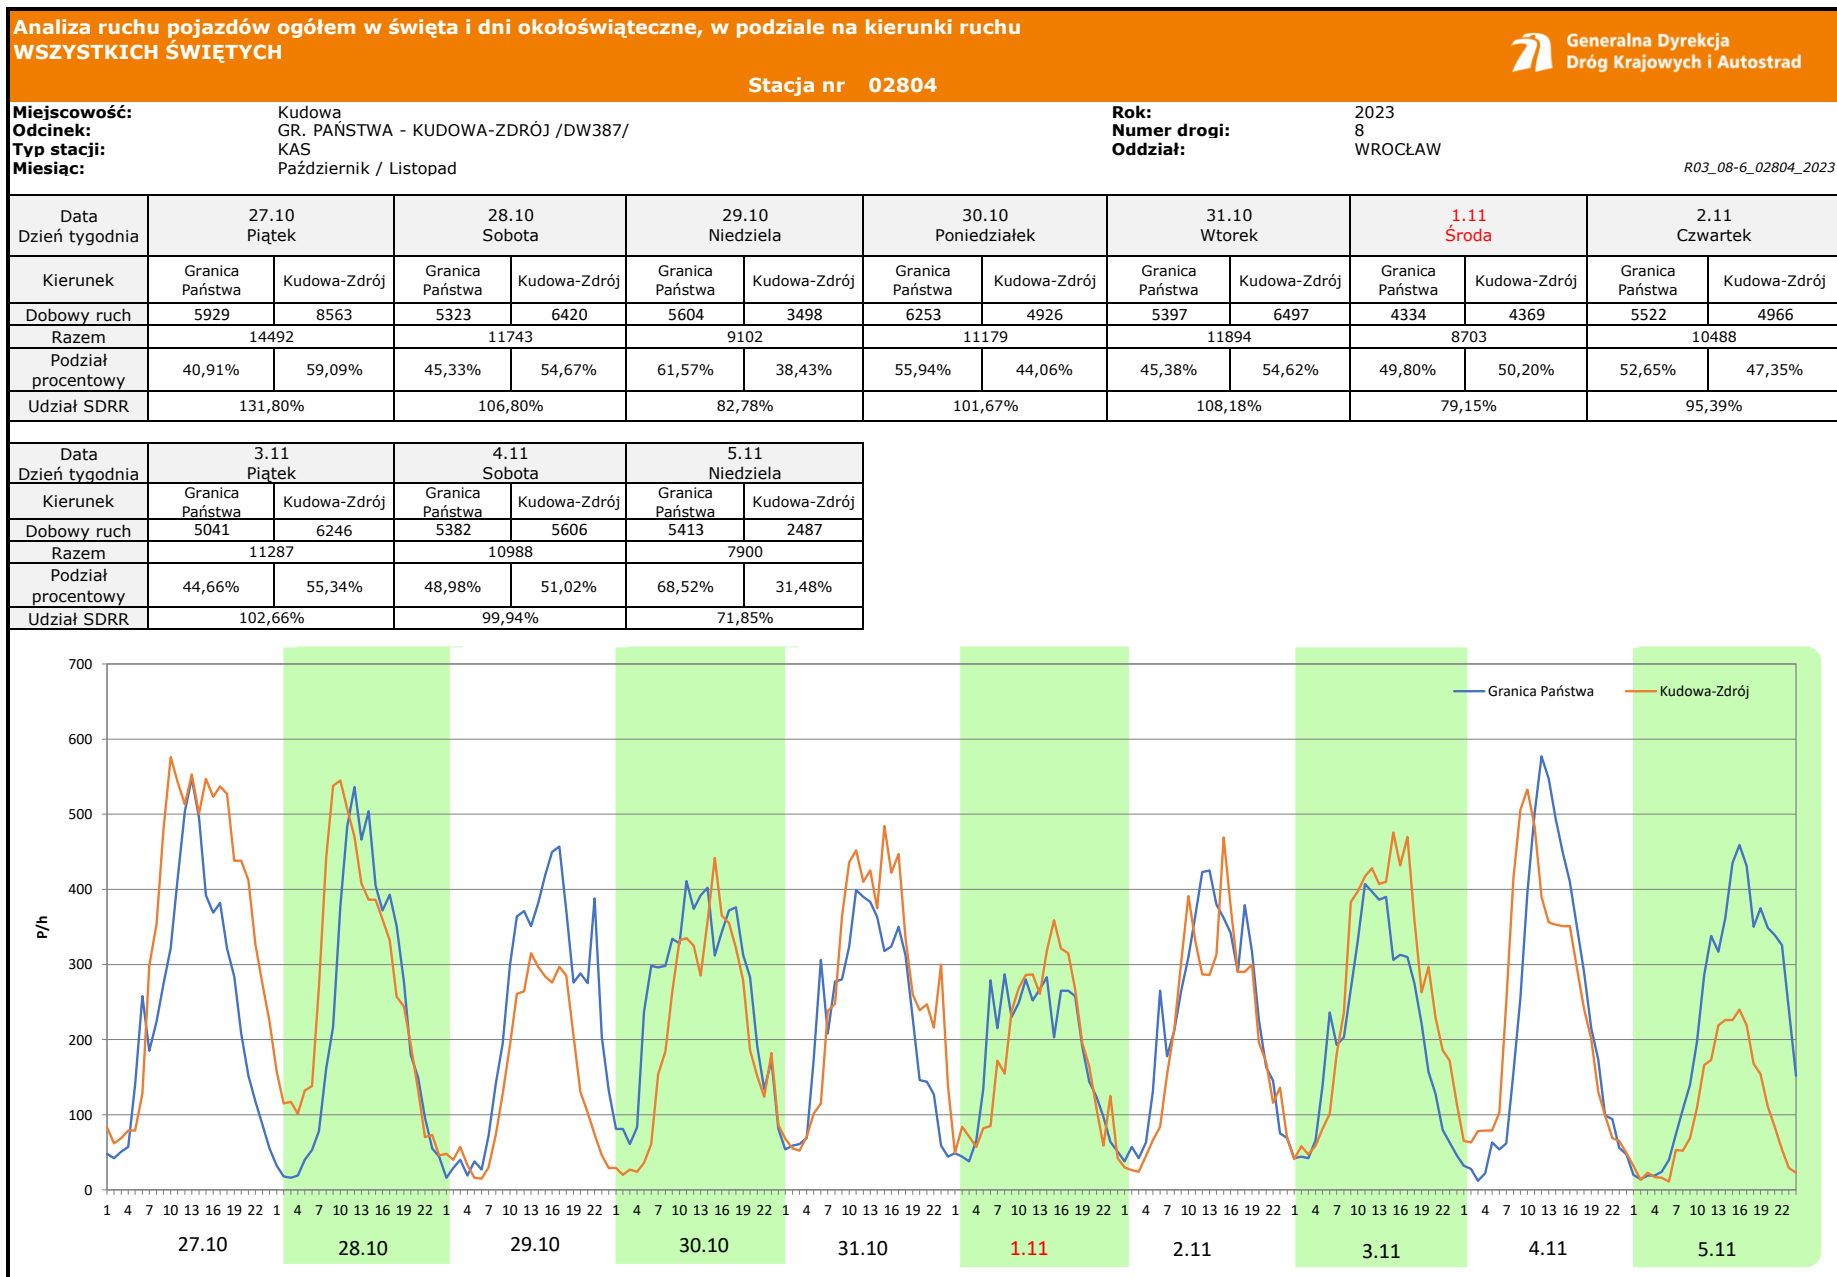 Analiza ruchu pojazdów ogółem w święta i dni okołoświąteczne, w podziale na kierunki ruchu
WSZYSTKICH ŚWIĘTYCH
Generalna Dyrekcja
Dróg Krajowych i Autostrad
Stacja nr 02804
Miejscowość: Kudowa Rok: 2023
Odcinek: GR. PAŃSTWA - KUDOWA-ZDRÓJ /DW387/ Numer drogi: 8
Typ stacji: KAS Oddział: WROCŁAW
Miesiąc: Październik / Listopad R03_08-6_02804_2023
Data 27.10 28.10 29.10 30.10 31.10 1.11 2.11
Dzień tygodnia Piątek Sobota Niedziela Poniedziałek Wtorek Środa Czwartek
Kierunek Granica Państwa Kudowa-Zdrój Granica Państwa Kudowa-Zdrój Granica Państwa Kudowa-Zdrój Granica Państwa Kudowa-Zdrój Granica Państwa Kudowa-Zdrój Granica Państwa Kudowa-Zdrój Granica Państwa Kudowa-Zdrój
Dobowy ruch 5929 8563 5323 6420 5604 3498 6253 4926 5397 6497 4334 4369 5522 4966
Razem 14492 11743 9102 11179 11894 8703 10488
Podział procentowy 40,91% 59,09% 45,33% 54,67% 61,57% 38,43% 55,94% 44,06% 45,38% 54,62% 49,80% 50,20% 52,65% 47,35%
Udział SDRR 131,80% 106,80% 82,78% 101,67% 108,18% 79,15% 95,39%
Data 3.11 4.11 5.11
Dzień tygodnia Piątek Sobota Niedziela
Kierunek Granica Państwa Kudowa-Zdrój Granica Państwa Kudowa-Zdrój Granica Państwa Kudowa-Zdrój
Dobowy ruch 5041 6246 5382 5606 5413 2487
Razem 11287 10988 7900
Podział procentowy 44,66% 55,34% 48,98% 51,02% 68,52% 31,48%
Udział SDRR 102,66% 99,94% 71,85%
700
600
500
400
300
200
100
0
P/h
Granica Państwa Kudowa-Zdrój
1 4 7 10 13 16 19 22 1 4 7 10 13 16 19 22 1 4 7 10 13 16 19 22 1 4 7 10 13 16 19 22 1 4 7 10 13 16 19 22 1 4 7 10 13 16 19 22 1 4 7 10 13 16 19 22 1 4 7 10 13 16 19 22 1 4 7 10 13 16 19 22 1 4 7 10 13 16 19 22
27.10 28.10 29.10 30.10 31.10 1.11 2.11 3.11 4.11 5.11